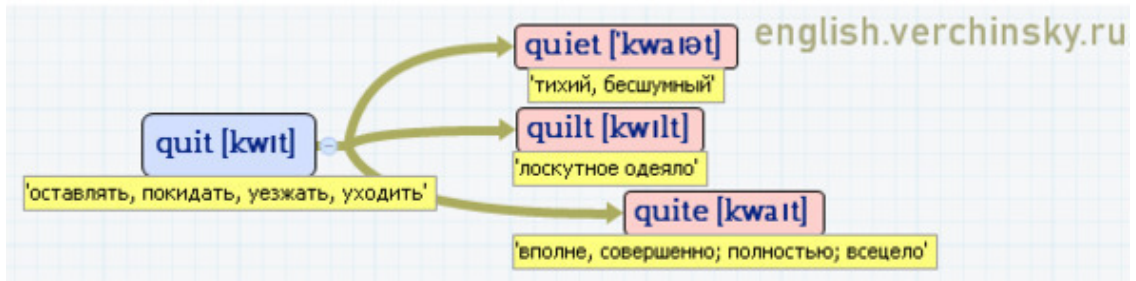 english.verchinsky.ru
quiet ['kwaɪət]
'тихий, бесшумный'
quilt [kwɪlt]
'лоскутное одеяло'
quit [kwɪt]
'оставлять, покидать, уезжать, уходить'
quite [kwaɪt]
'вполне, совершенно; полностью; всецело'